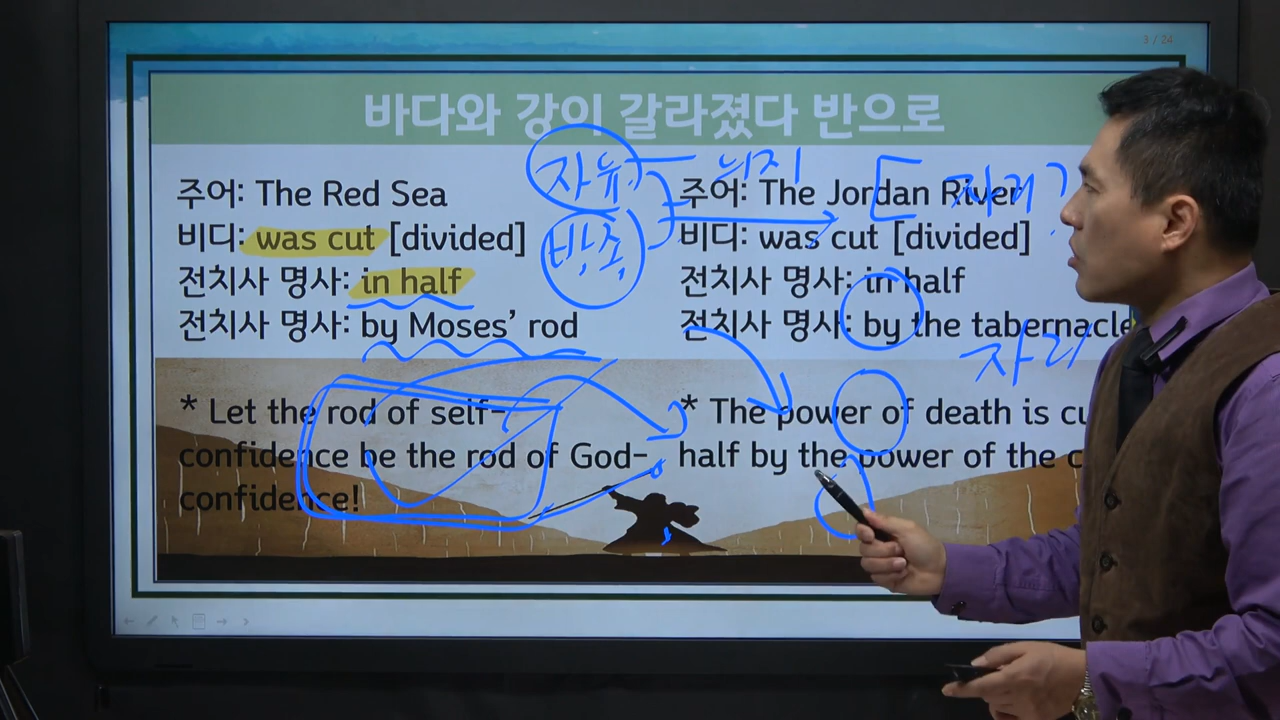 3 / 24
바다와 강이 갈라졌다 반으로
주어: The Red Sea
비디: was cut [divided]
전치사 명사: in half
전치사 명사: by Moses’ rod
* Let the rod of self-
confidence be the rod of God-
confidence!
자유
방종
주어: The Jordan River
비디: was cut [divided]
전치사 명사: in half
전치사 명사: by the tabernacle
자리
* The power of death is cu
half by the power of the c